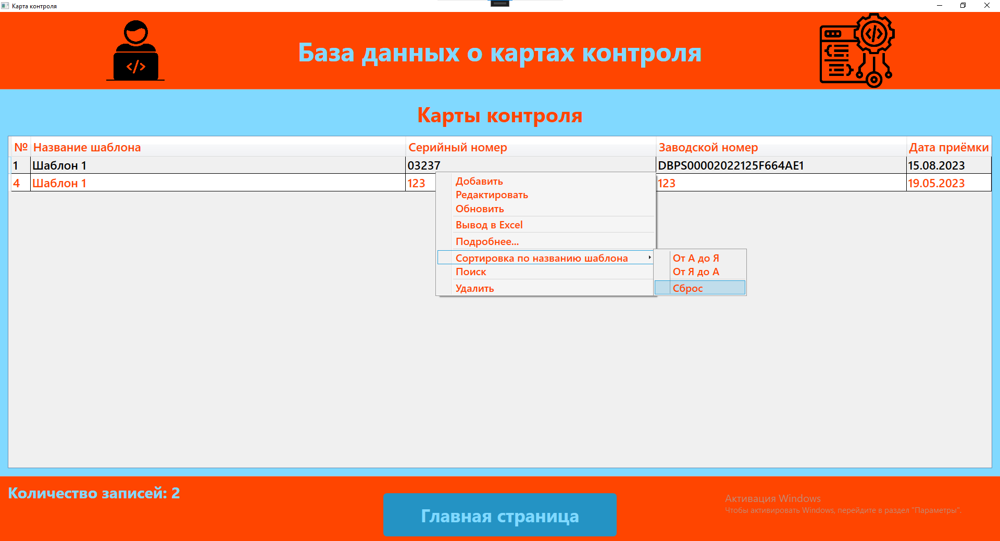 Карта контроля
</>
</>
База данных о картах контроля
Карты контроля
№ Название шаблона Серийный номер Заводской номер Дата приёмки
1 Шаблон 1 03237 DBPS00002022125F664AE1 15.08.2023
4 Шаблон 1 123 123 19.05.2023
Добавить
Редактировать
Обновить
Вывод в Excel
Подробнее...
Сортировка по названию шаблона
Поиск
Удалить
От А до Я
От Я до А
Сброс
Количество записей: 2
Главная страница
Активация Windows
Чтобы активировать Windows, перейдите в раздел "Параметры".